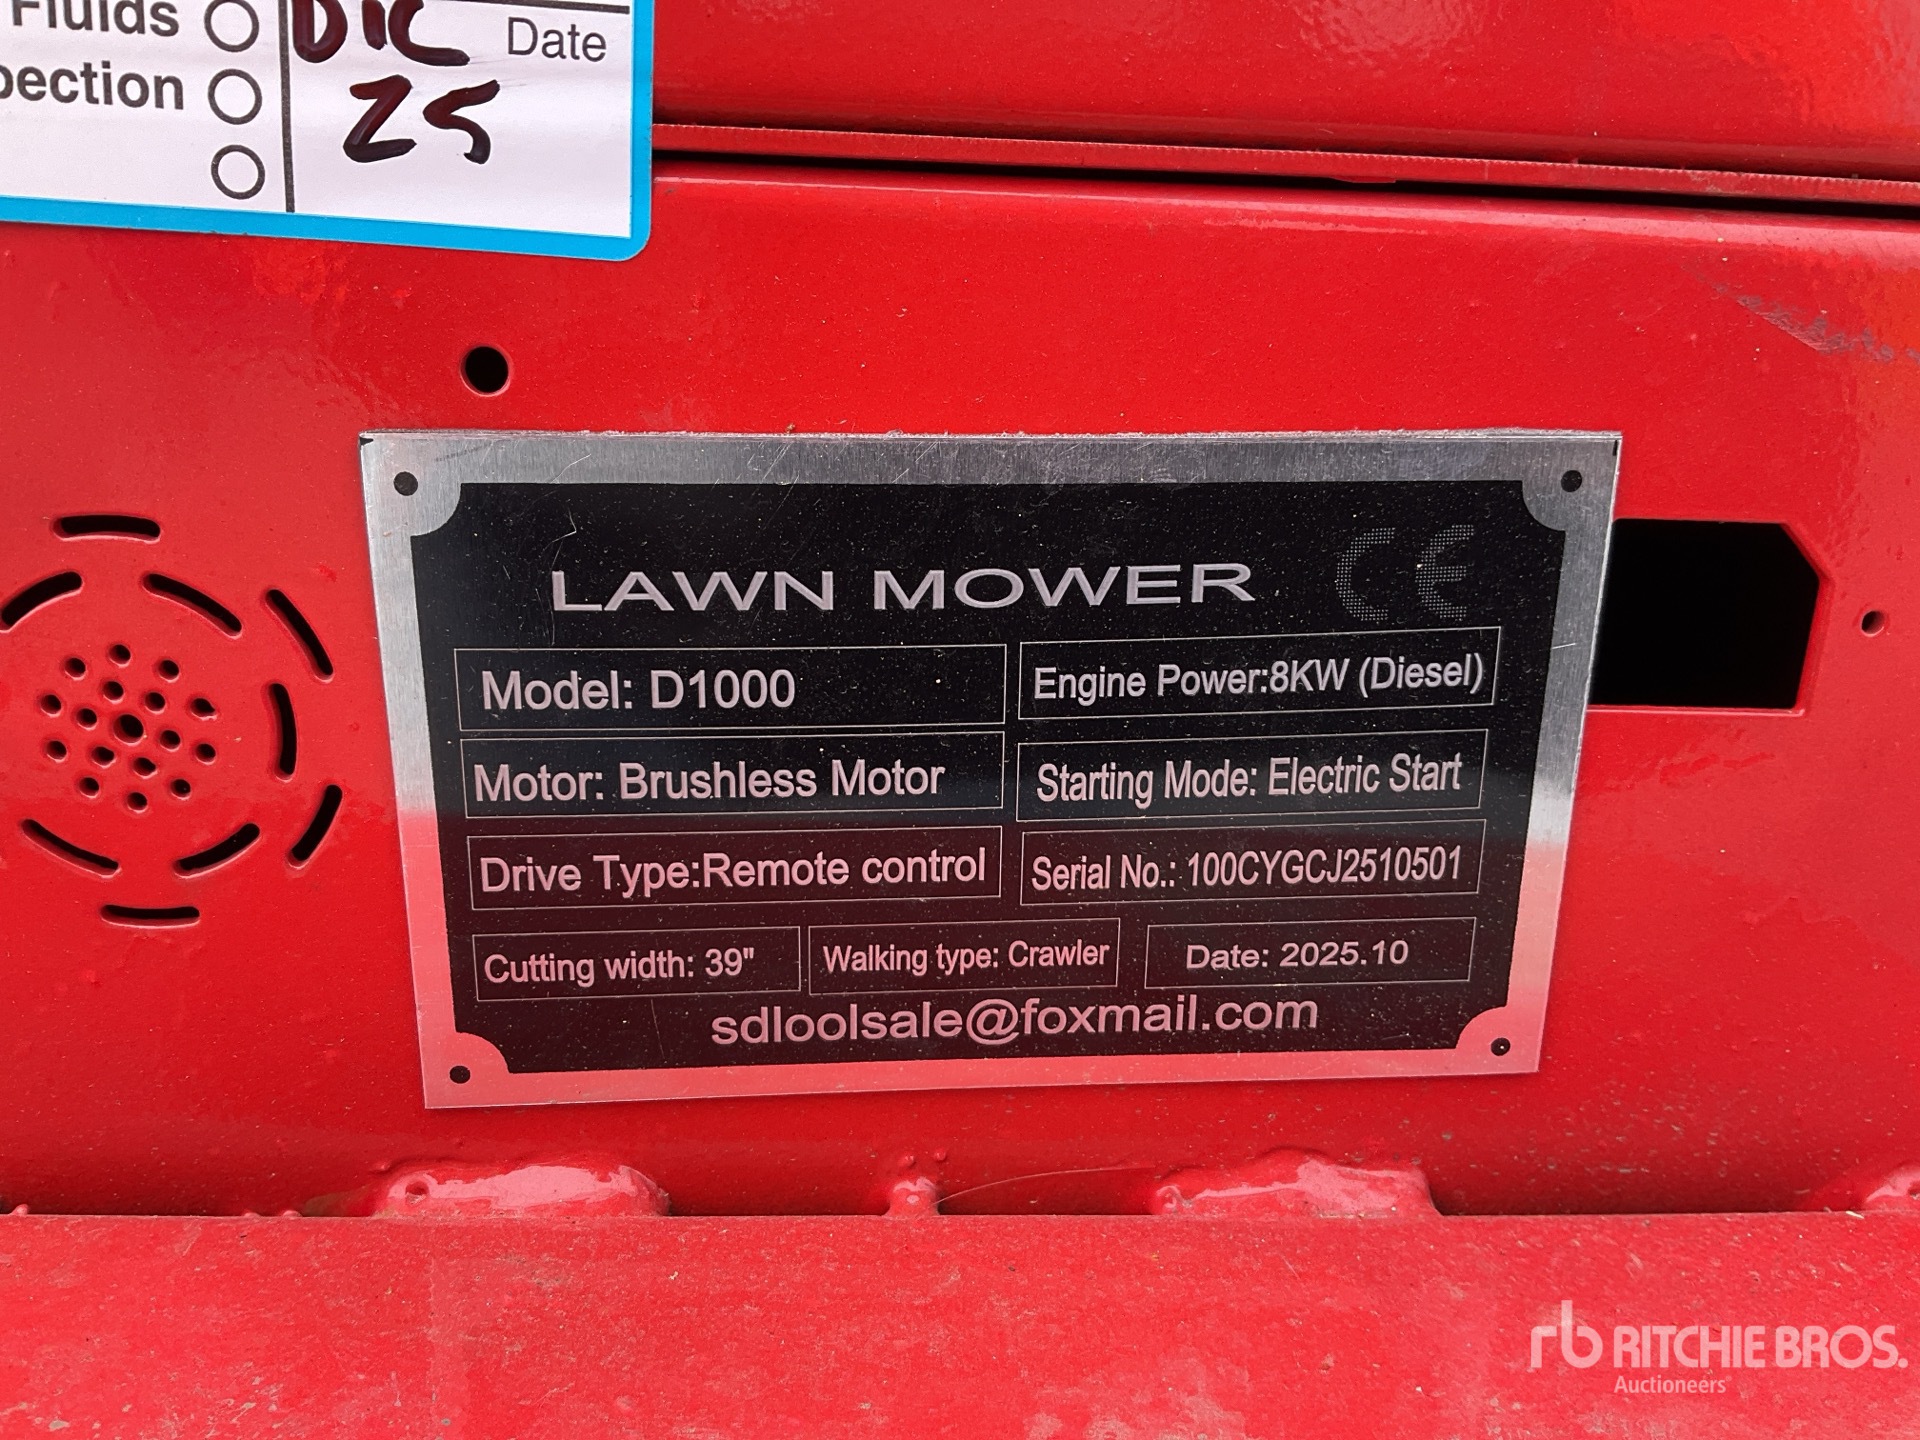 Fluids DIC Date
pection 25
LAWN MOWER CE
Model: D1000 Engine Power:8KW (Diesel)
Motor: Brushless Motor Starting Mode: Electric Start
Drive Type:Remote control Serial No.: 100CYGCJ2510501
Cutting width: 39" Walking type: Crawler Date: 2025.10
sdloolsale@foxmail.com
rb RITCHIE BROS.
Auctioneers